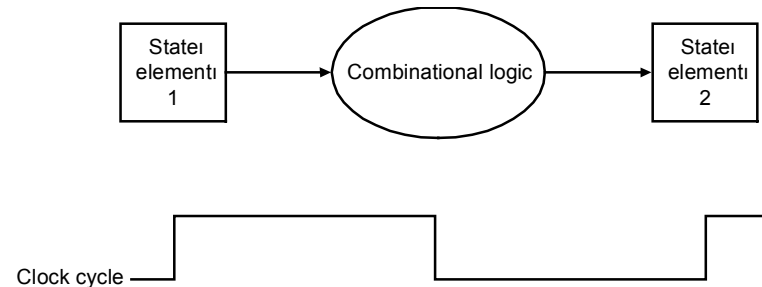 Stateı
elementı
1
Combinational logic
Stateı
elementı
2
Clock cycle